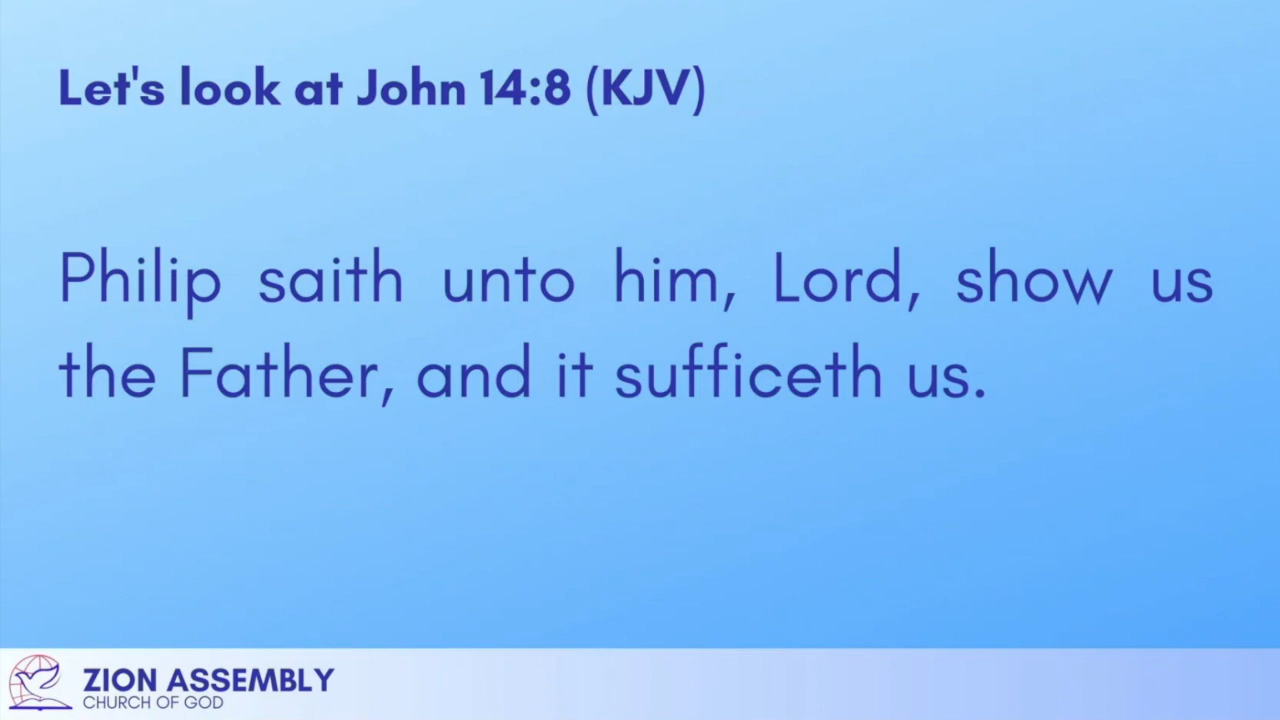 Let's look at John 14:8 (KJV)
Philip saith unto him, Lord, show us
the Father, and it sufficeth us.
ZION ASSEMBLY
CHURCH OF GOD